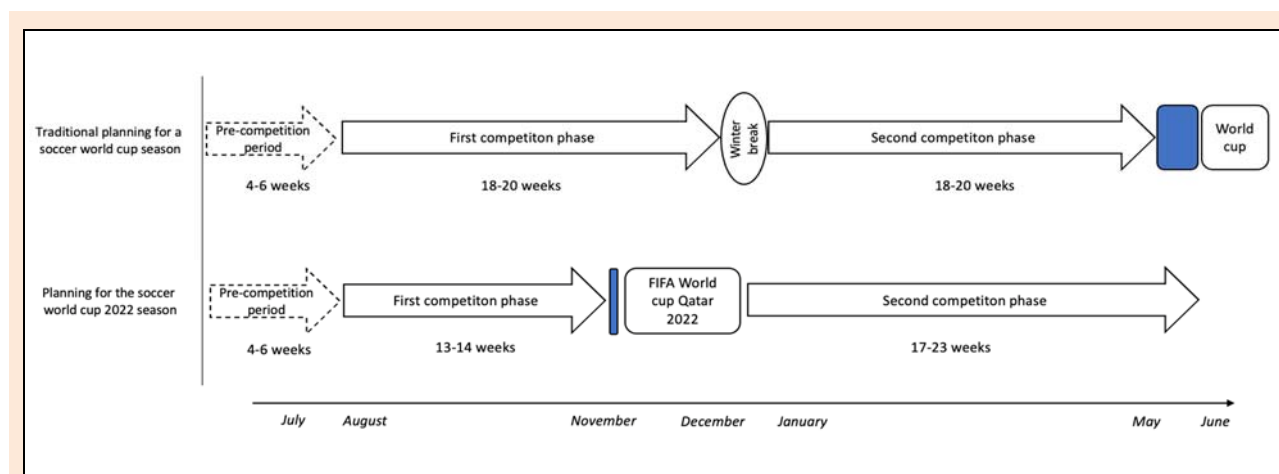 Traditional planning for a
soccer world cup season
Pre-competition
period
4-6 weeks
First competiton phase
18-20 weeks
Winter
break
Second competiton phase
18-20 weeks
World
cup
Planning for the soccer
world cup 2022 season
Pre-competition
period
4-6 weeks
First competiton phase
13-14 weeks
FIFA World
cup Qatar
2022
Second competiton phase
17-23 weeks
July
August
November
December
January
May
June